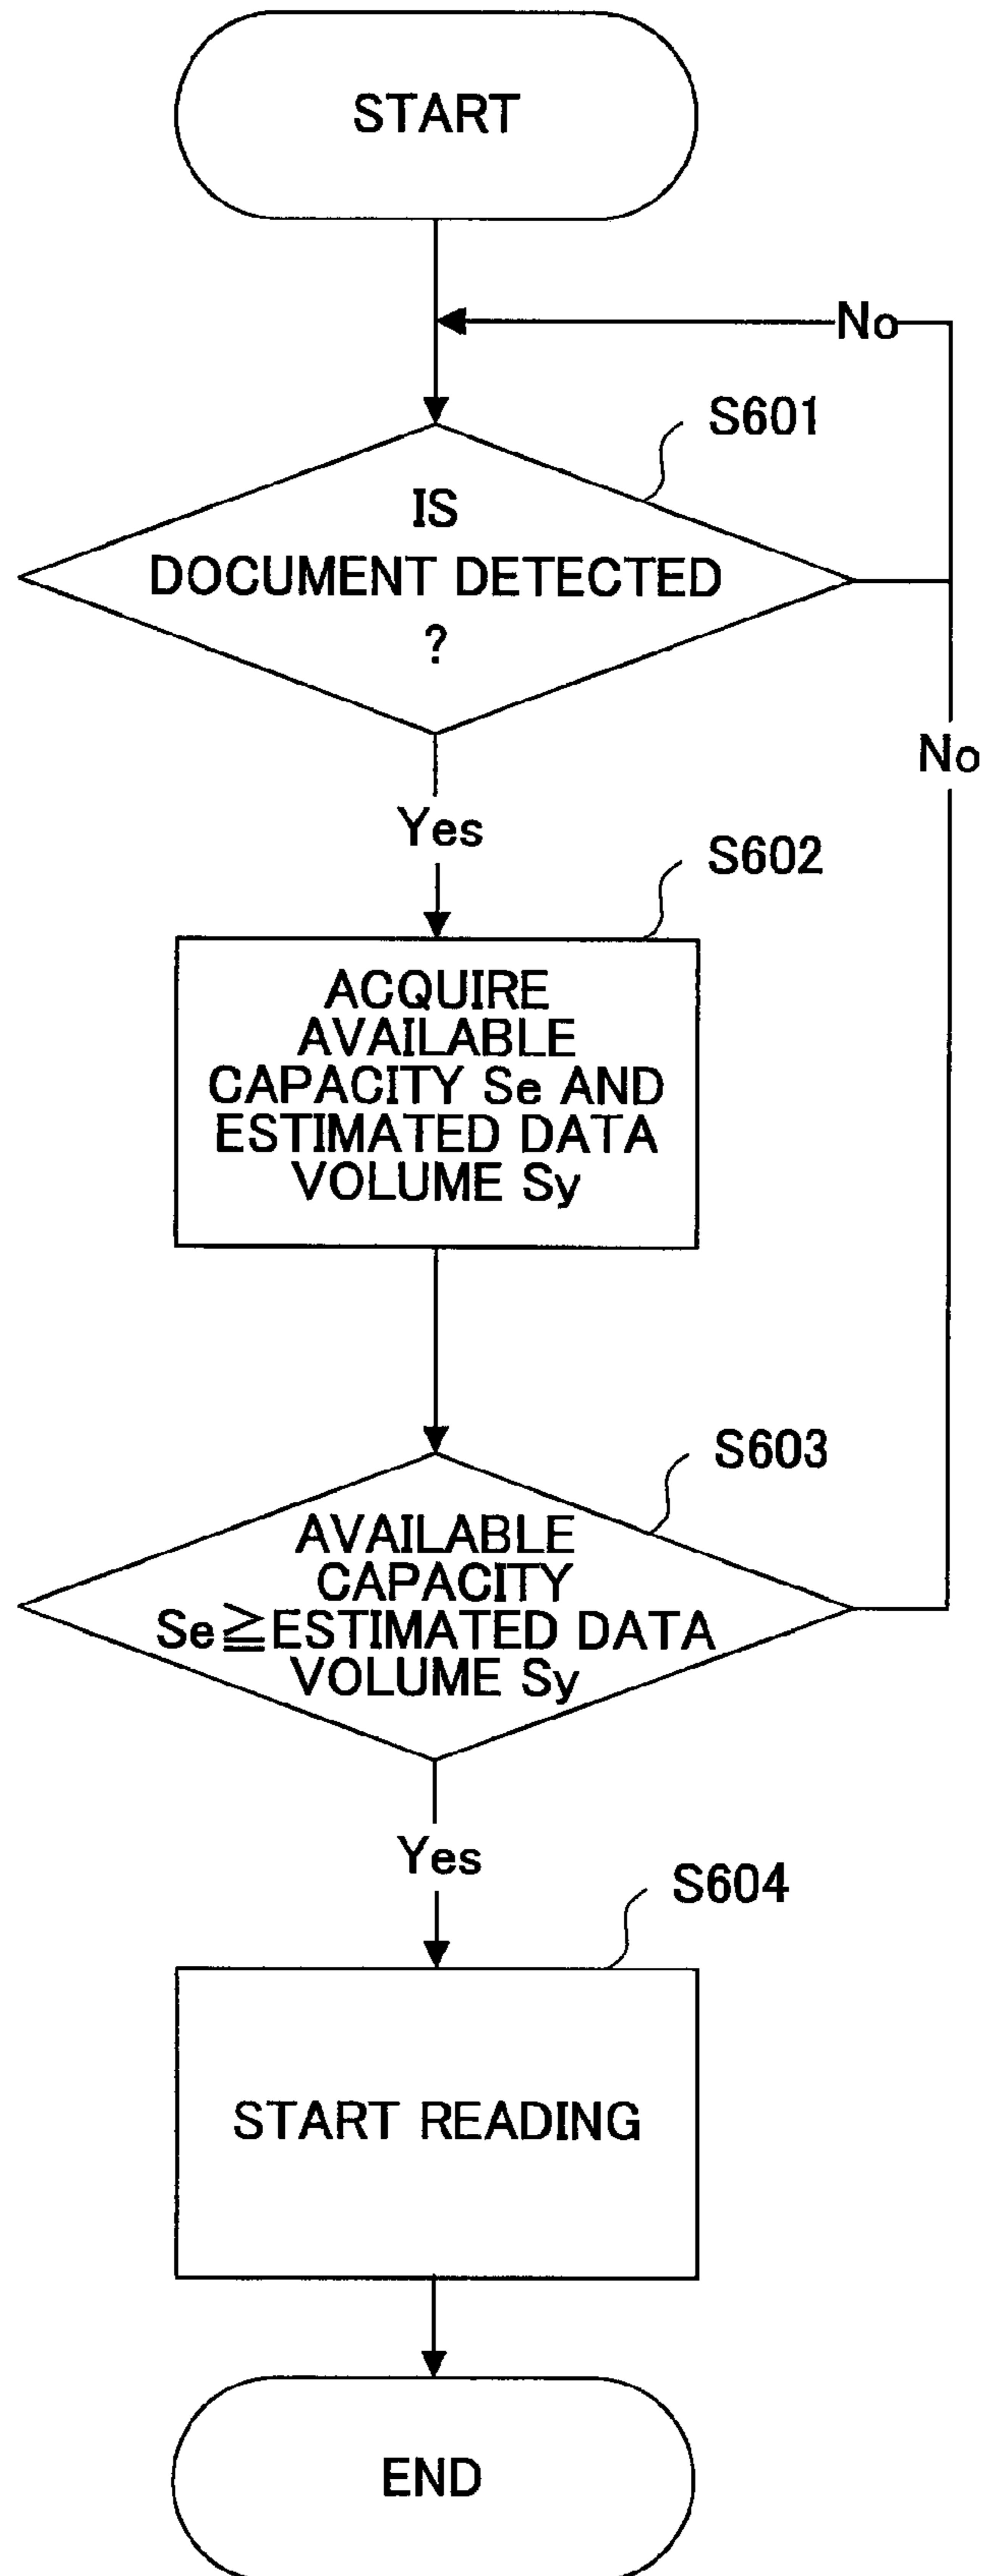 START
No
S601
IS
DOCUMENT DETECTED
?
No
Yes
S602
ACQUIRE
AVAILABLE
CAPACITY Se AND
ESTIMATED DATA
VOLUME Sy
S603
AVAILABLE
CAPACITY
Se≧ESTIMATED DATA
VOLUME Sy
Yes
S604
START READING
END